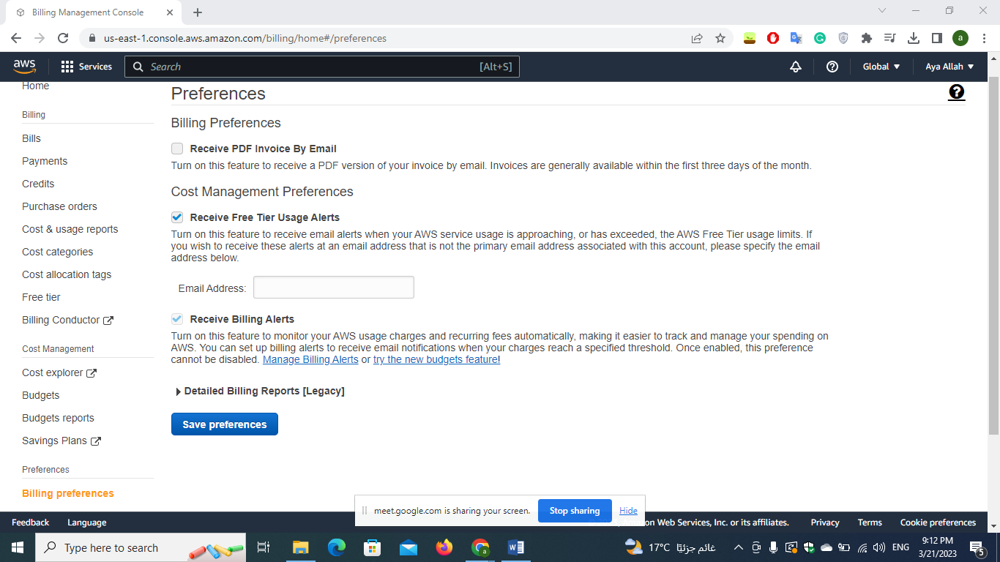 Billing Management Console
us-east-1.console.aws.amazon.com/billing/home#/preferences
a
aws
Services
Search
[Alt+S]
Global
Aya Allah
Home
Billing
Bills
Payments
Credits
Purchase orders
Cost & usage reports
Cost categories
Cost allocation tags
Free tier
Billing Conductor
Cost Management
Cost explorer
Budgets
Budgets reports
Savings Plans
Preferences
Billing preferences
Preferences
Billing Preferences
Receive PDF Invoice By Email
Turn on this feature to receive a PDF version of your invoice by email. Invoices are generally available within the first three days of the month.
Cost Management Preferences
Receive Free Tier Usage Alerts
Turn on this feature to receive email alerts when your AWS service usage is approaching, or has exceeded, the AWS Free Tier usage limits. If
you wish to receive these alerts at an email address that is not the primary email address associated with this account, please specify the email
address below.
Email Address:
Receive Billing Alerts
Turn on this feature to monitor your AWS usage charges and recurring fees automatically, making it easier to track and manage your spending on
AWS. You can set up billing alerts to receive email notifications when your charges reach a specified threshold. Once enabled, this preference
cannot be disabled. Manage Billing Alerts or try the new budgets feature!
Detailed Billing Reports [Legacy]
Save preferences
meet.google.com is sharing your screen.
Stop sharing
Hide
Feedback
Language
on Web Services, Inc. or its affiliates.
Privacy
Terms
Cookie preferences
Type here to search
17°C غائم جزئيًا
ENG
9:12 PM
3/21/2023
5